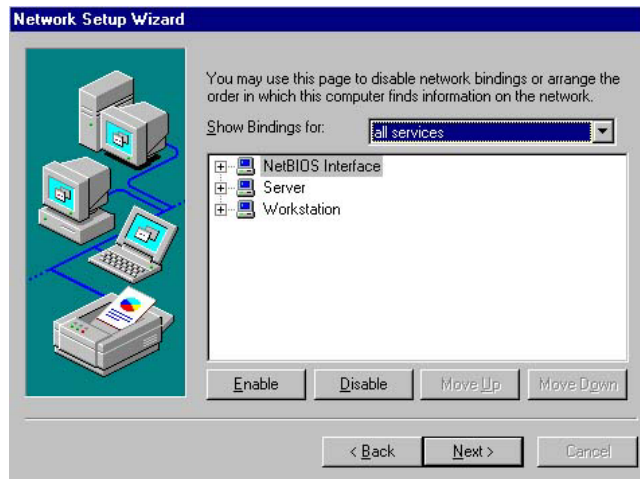 Network Setup Wizard
You may use this page to disable network bindings or arrange the
order in which this computer finds information on the network.
Show Bindings for: all services
NetBIOS Interface
Server
Workstation
Enable Disable Move Up Move Down
< Back Next > Cancel